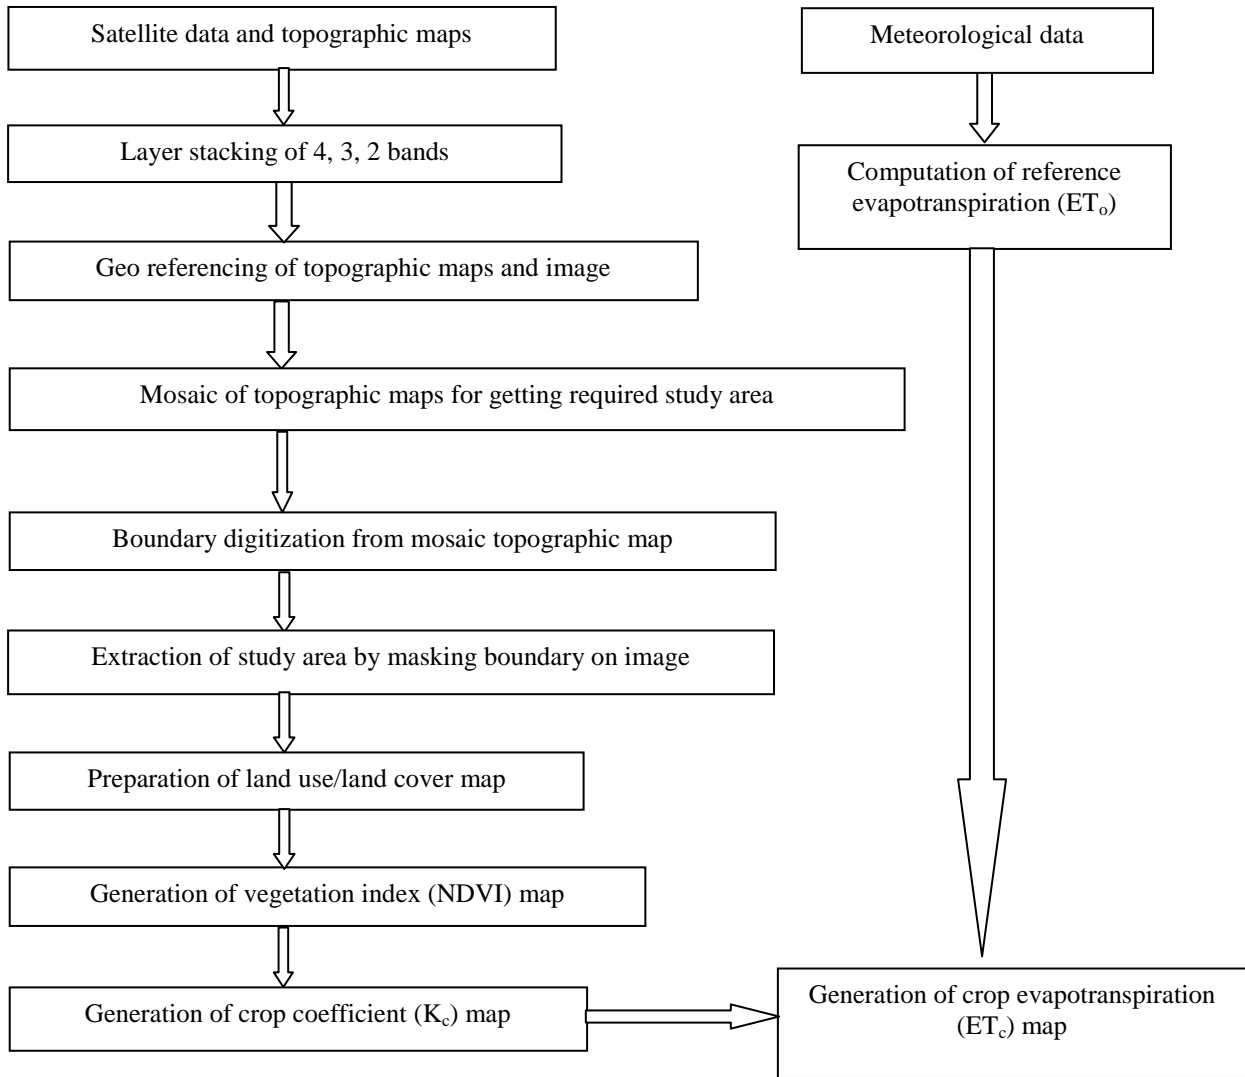 Satellite data and topographic maps
Layer stacking of 4, 3, 2 bands
Geo referencing of topographic maps and image
Mosaic of topographic maps for getting required study area
Boundary digitization from mosaic topographic map
Extraction of study area by masking boundary on image
Preparation of land use/land cover map
Generation of vegetation index (NDVI) map
Generation of crop coefficient (Kc) map
Meteorological data
Computation of reference
evapotranspiration (ETo)
Generation of crop evapotranspiration
(ETc) map